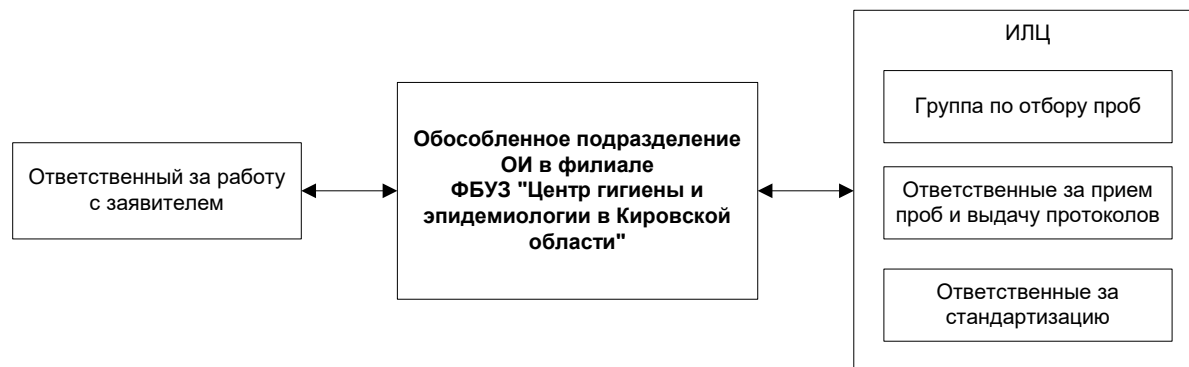 Ответственный за работу
с заявителем
Обособленное подразделение
ОИ в филиале
ФБУЗ "Центр гигиены и
эпидемиологии в Кировской
области"
ИЛЦ
Группа по отбору проб
Ответственные за прием
проб и выдачу протоколов
Ответственные за
стандартизацию